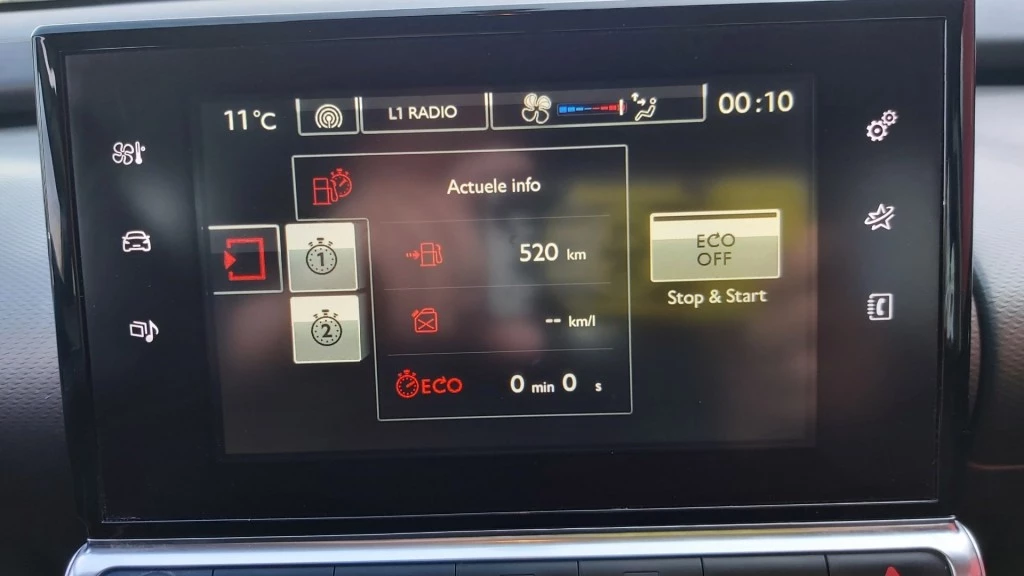 11°C L1 RADIO 00:10
Actuele info
1 520 km
ECO OFF
Stop & Start
2 -- km/l
ECO 0 min 0 s